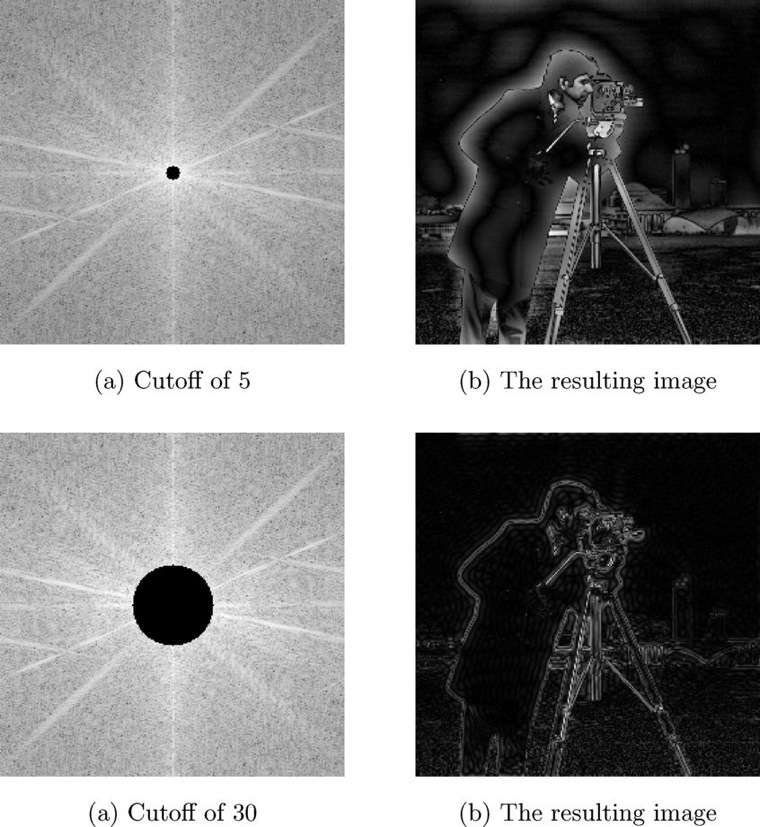 (a) Cutoff of 5
(b) The resulting image
(a) Cutoff of 30
(b) The resulting image